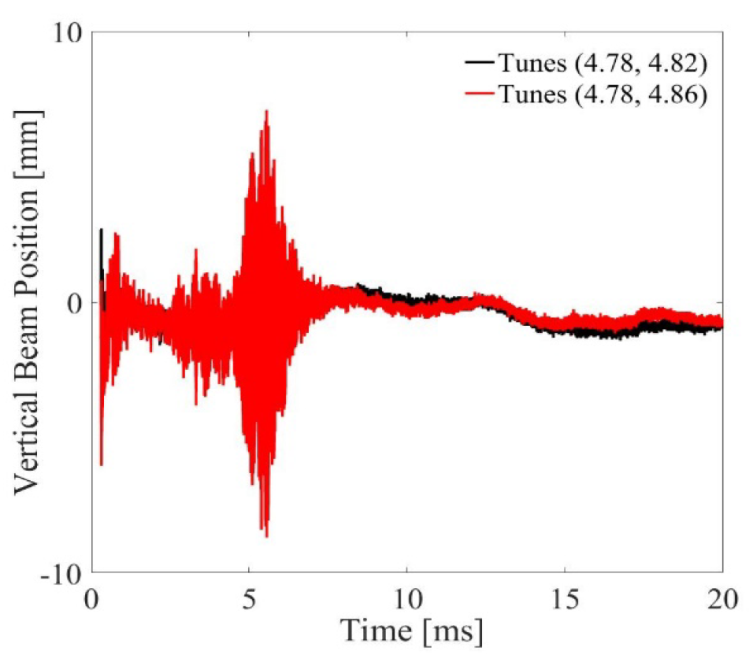 10
Tunes (4.78, 4.82)
Tunes (4.78, 4.86)
Vertical Beam Position [mm]
0
-10
0 5 10 15 20
Time [ms]